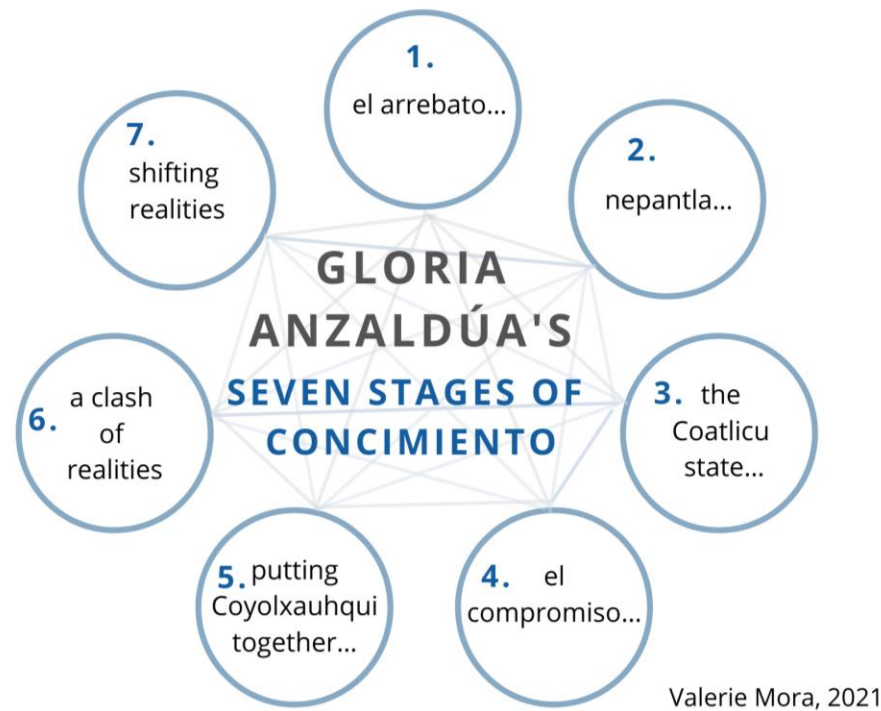 GLORIA
ANZALDÚA'S
SEVEN STAGES OF
CONCIMIENTO
1.
el arrebato...
2.
nepantla...
3. the
Coatlicu
state...
4. el
compromiso...
5. putting
Coyolxauhqui
together...
6. a clash
of
realities
7.
shifting
realities
Valerie Mora, 2021